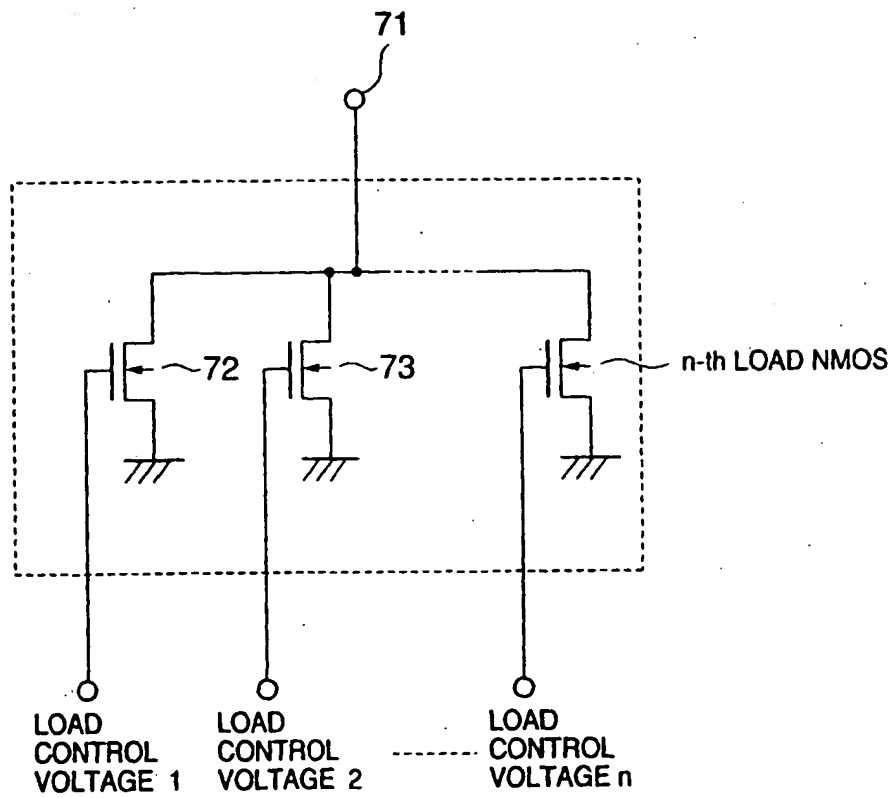 71
72
73
n-th LOAD NMOS
LOAD
CONTROL
VOLTAGE 1
LOAD
CONTROL
VOLTAGE 2
LOAD
CONTROL
VOLTAGE n